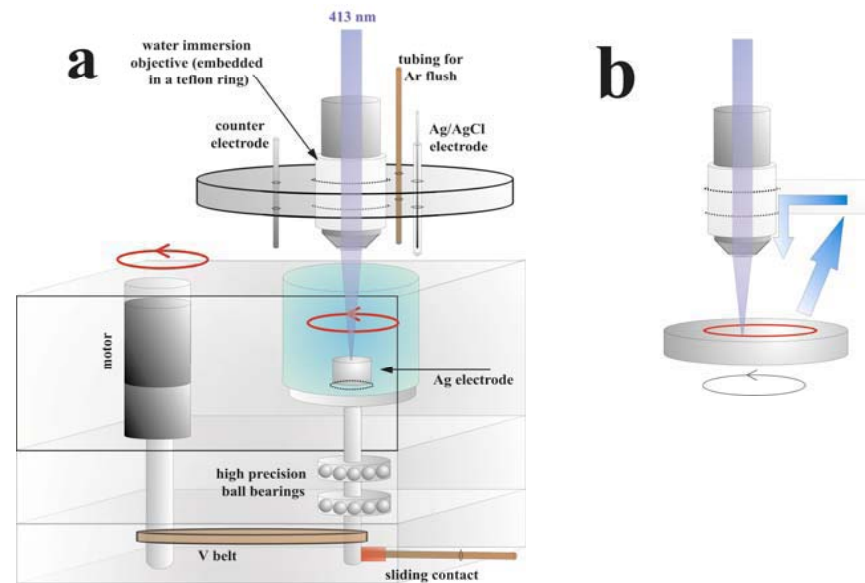 413 nm
a
water immersion
objective (embedded
in a teflon ring)
tubing for
Ar flush
counter
electrode
Ag/AgCl
electrode
motor
Ag electrode
high precision
ball bearings
V belt
sliding contact
b